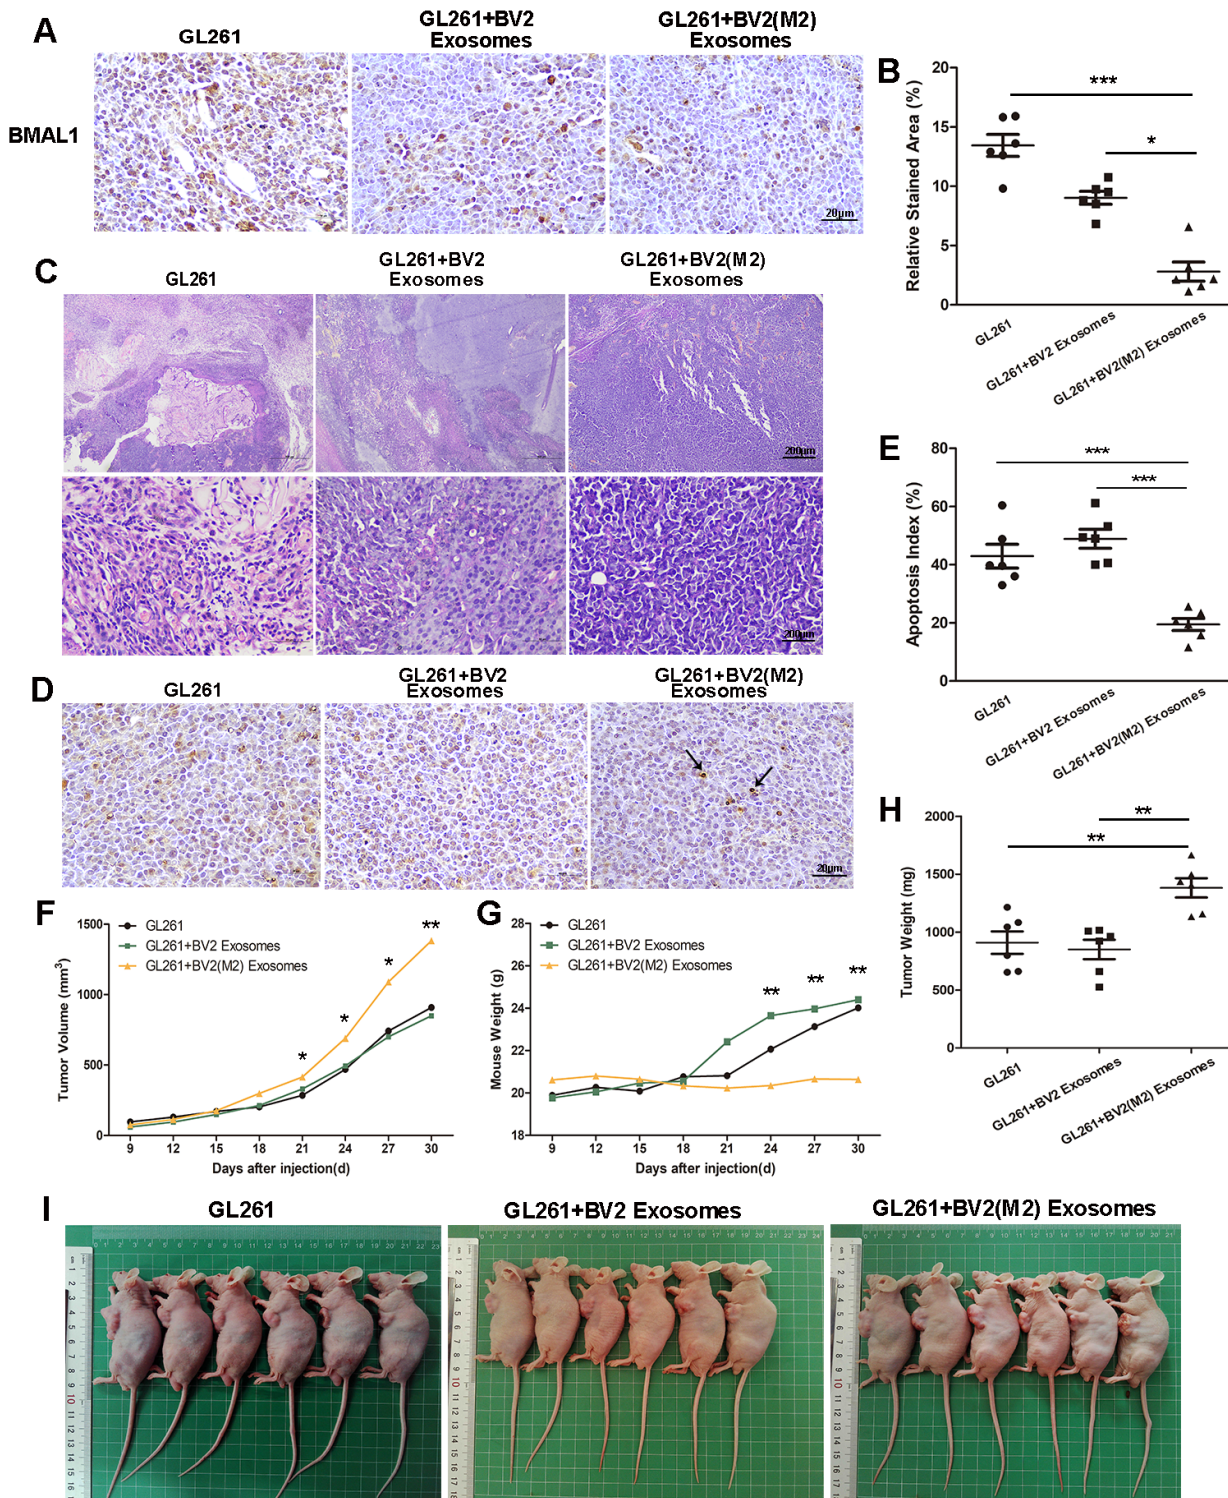 A
GL261
GL261+BV2
Exosomes
GL261+BV2(M2)
Exosomes
BMAL1
20μm
B
Relative Stained Area (%)
20
15
10
5
0
***
*
GL261
GL261+BV2 Exosomes
GL261+BV2(M2) Exosomes
C
GL261
GL261+BV2
Exosomes
GL261+BV2(M2)
Exosomes
200μm
200μm
D
GL261
GL261+BV2
Exosomes
GL261+BV2(M2)
Exosomes
20μm
E
Apoptosis Index (%)
80
60
40
20
0
***
***
GL261
GL261+BV2 Exosomes
GL261+BV2(M2) Exosomes
F
Tumor Volume (mm³)
1500
1000
500
0
GL261
GL261+BV2 Exosomes
GL261+BV2(M2) Exosomes
*
*
*
**
9 12 15 18 21 24 27 30
Days after injection(d)
G
Mouse Weight (g)
28
26
24
22
20
18
GL261
GL261+BV2 Exosomes
GL261+BV2(M2) Exosomes
**
**
**
9 12 15 18 21 24 27 30
Days after injection(d)
H
Tumor Weight (mg)
2000
1500
1000
500
0
**
**
GL261
GL261+BV2 Exosomes
GL261+BV2(M2) Exosomes
I
GL261
GL261+BV2 Exosomes
GL261+BV2(M2) Exosomes